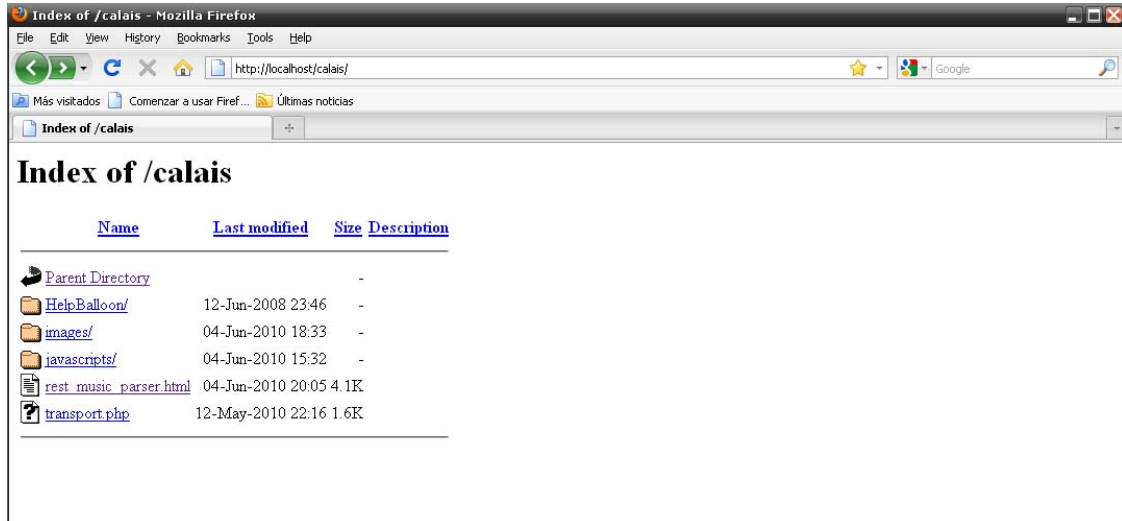 Index of /calais - Mozilla Firefox
File Edit View History Bookmarks Tools Help
http://localhost/calais/ Google
Más visitados Comenzar a usar Firef... Últimas noticias
Index of /calais
Index of /calais
Name Last modified Size Description
Parent Directory -
HelpBalloon/ 12-Jun-2008 23:46 -
images/ 04-Jun-2010 18:33 -
javascripts/ 04-Jun-2010 15:32 -
rest_music_parser.html 04-Jun-2010 20:05 4.1K
transport.php 12-May-2010 22:16 1.6K